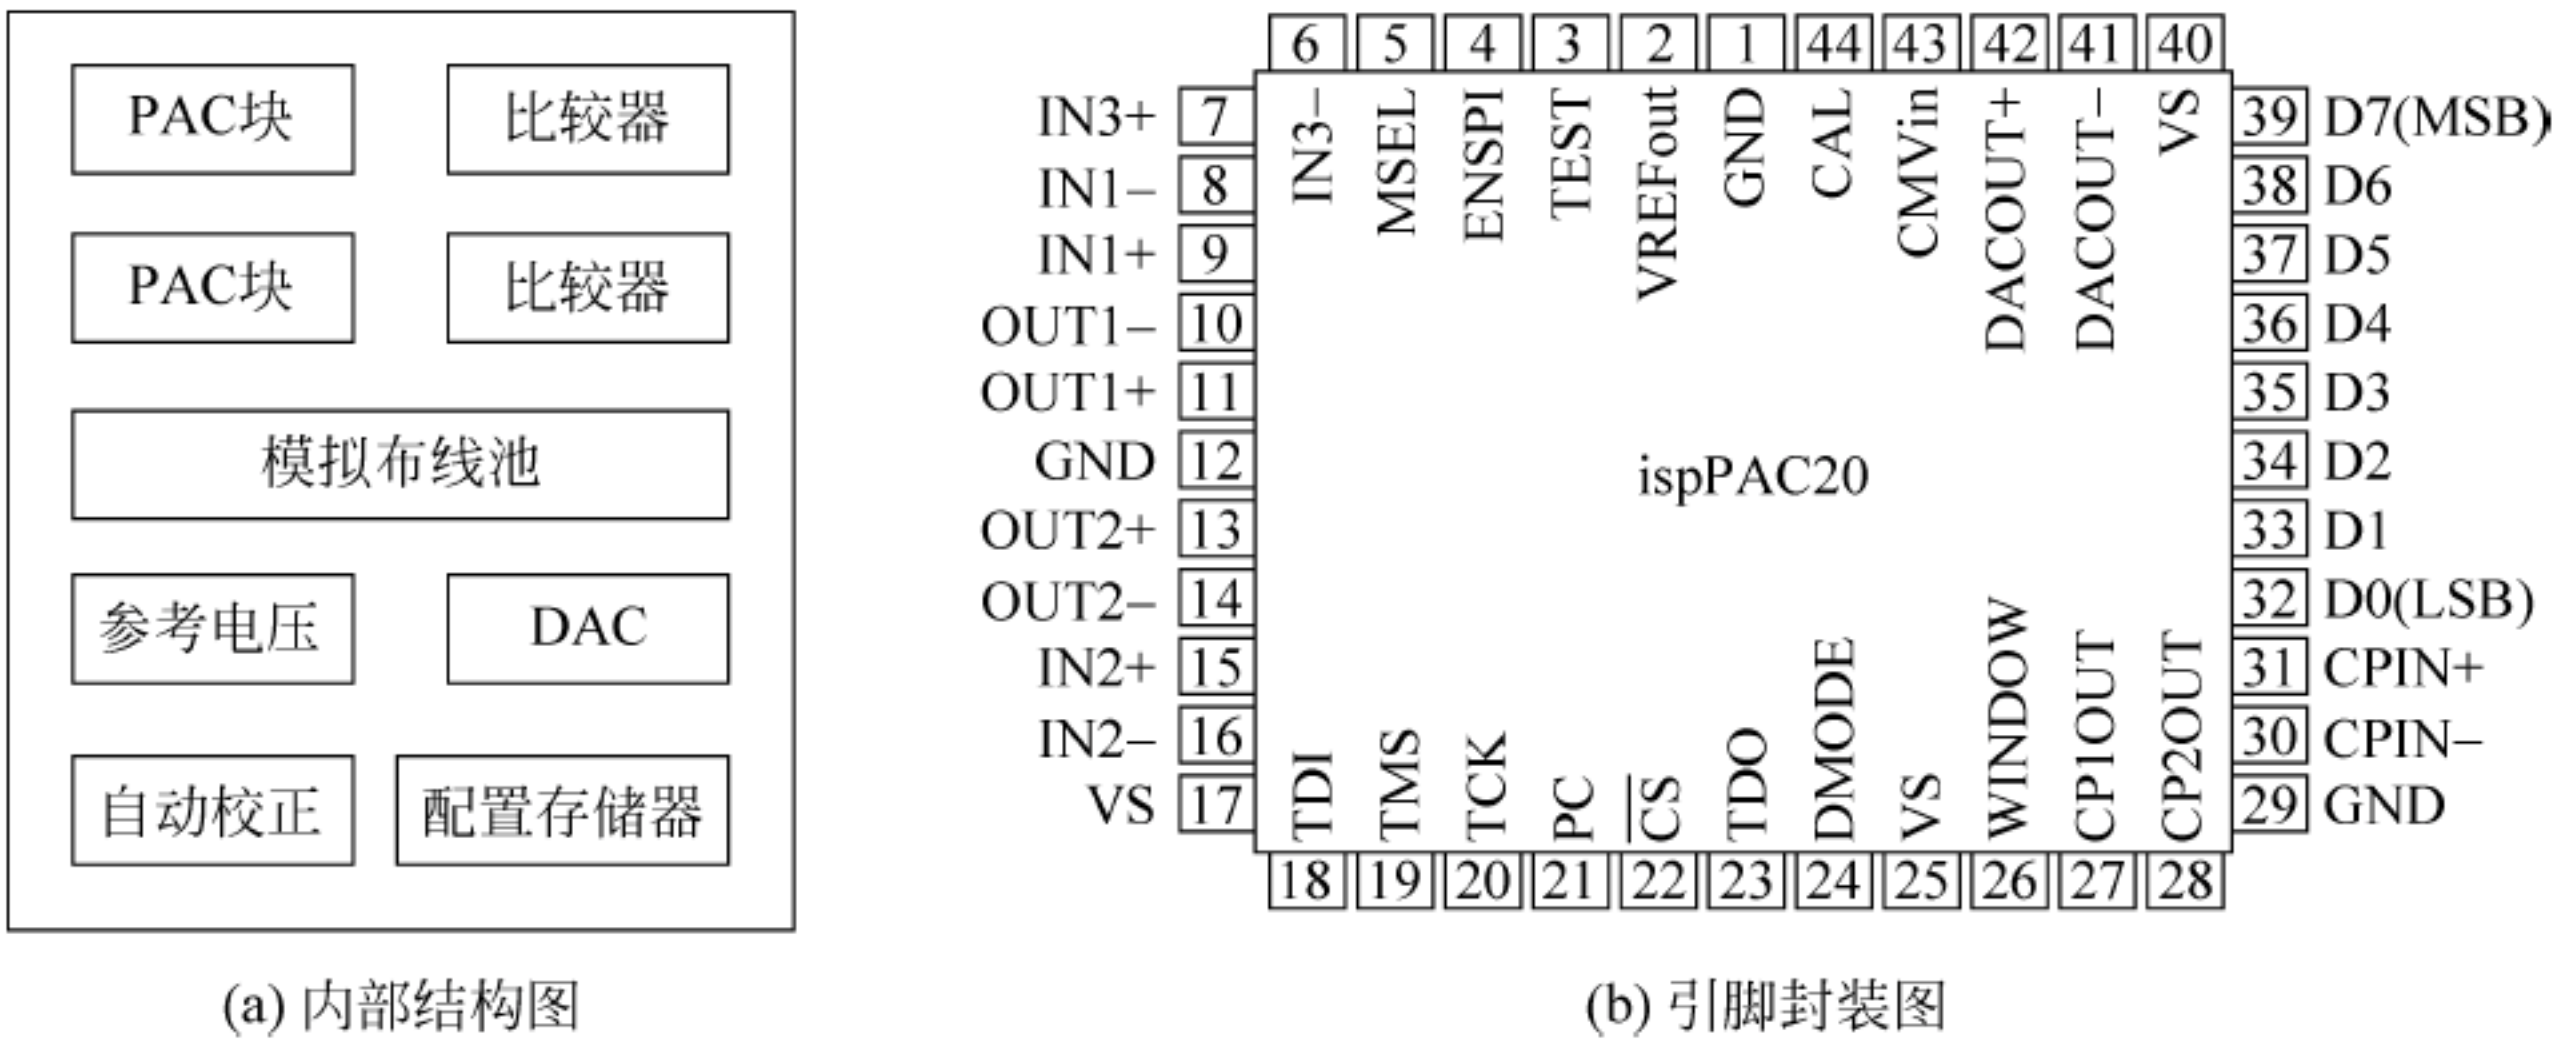 PAC块 比较器
PAC块 比较器
模拟布线池
参考电压 DAC
自动校正 配置存储器
(a) 内部结构图
6 5 4 3 2 1 44 43 42 41 40
IN3– MSEL ENSPI TEST VREFout GND CAL CMVin DACOUT+ DACOUT– VS
IN3+ 7
IN1– 8
IN1+ 9
OUT1– 10
OUT1+ 11
GND 12
OUT2+ 13
OUT2– 14
IN2+ 15
IN2– 16
VS 17
ispPAC20
39 D7(MSB)
38 D6
37 D5
36 D4
35 D3
34 D2
33 D1
32 D0(LSB)
31 CPIN+
30 CPIN–
29 GND
TDI TMS TCK PC C̅S̅ TDO DMODE VS WINDOW CP1OUT CP2OUT
18 19 20 21 22 23 24 25 26 27 28
(b) 引脚封装图